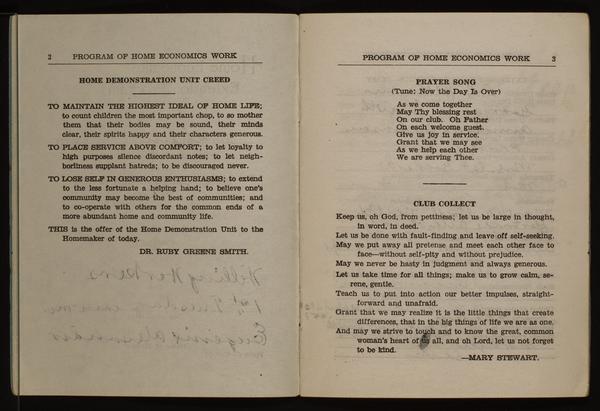 2 PROGRAM OF HOME ECONOMICS WORK
HOME DEMONSTRATION UNIT CREED
TO MAINTAIN THE HIGHEST IDEAL OF HOME LIFE;
to count children the most important chop, to so mother
them that their bodies may be sound, their minds
clear, their spirits happy and their characters generous.
TO PLACE SERVICE ABOVE COMFORT; to let loyalty to
high purposes silence discordant notes; to let neigh-
borliness supplant hatreds; to be discouraged never.
TO LOSE SELF IN GENEROUS ENTHUSIASMS; to extend
to the less fortunate a helping hand; to believe one's
community may become the best of communities; and
to co-operate with others for the common ends of a
more abundant home and community life.
THIS is the offer of the Home Demonstration Unit to the
Homemaker of today.
DR. RUBY GREENE SMITH.
PROGRAM OF HOME ECONOMICS WORK 3
PRAYER SONG
(Tune: Now the Day Is Over)
As we come together
May Thy blessing rest
On our club. Oh Father
On each welcome guest.
Give us joy in service.
Grant that we may see
As we help each other
We are serving Thee.
CLUB COLLECT
Keep us, oh God, from pettiness; let us be large in thought,
in word, in deed.
Let us be done with fault-finding and leave off self-seeking.
May we put away all pretense and meet each other face to
face—without self-pity and without prejudice.
May we never be hasty in judgment and always generous.
Let us take time for all things; make us to grow calm, se-
rene, gentle.
Teach us to put into action our better impulses, straight-
forward and unafraid.
Grant that we may realize it is the little things that create
differences, that in the big things of life we are as one.
And may we strive to touch and to know the great, common
woman's heart of us all, and oh Lord, let us not forget
to be kind.
—MARY STEWART.